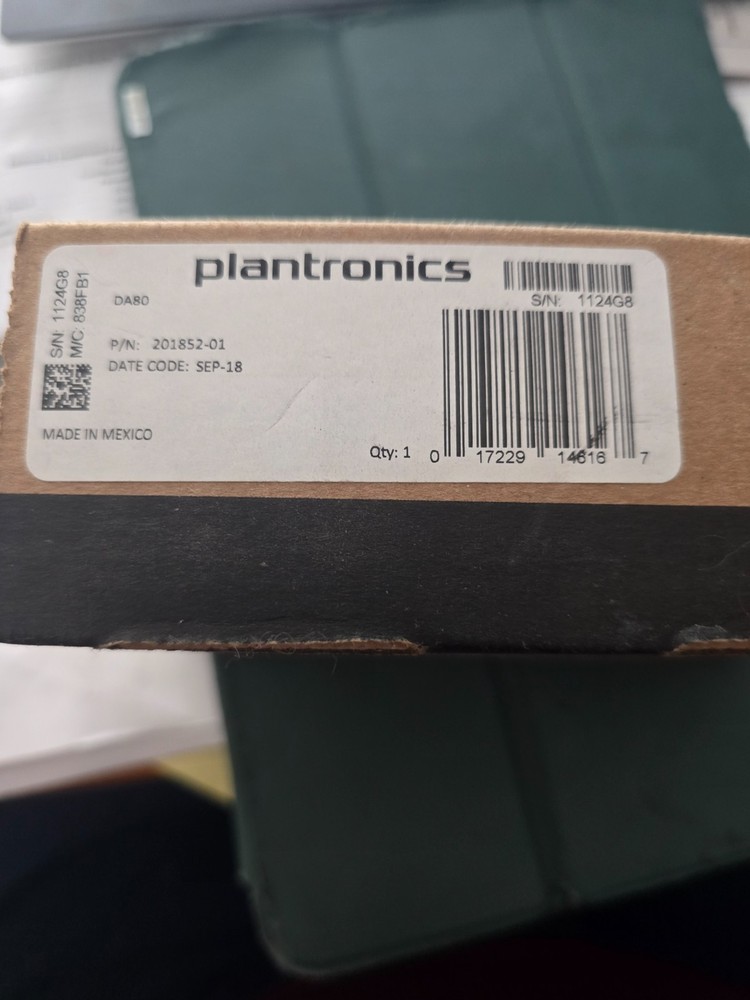 plantronics
S/N: 1124G8
M/C: 838FB1
DA80
P/N: 201852-01
DATE CODE: SEP-18
MADE IN MEXICO
S/N: 1124G8
Qty: 1
0 17229 14616 7